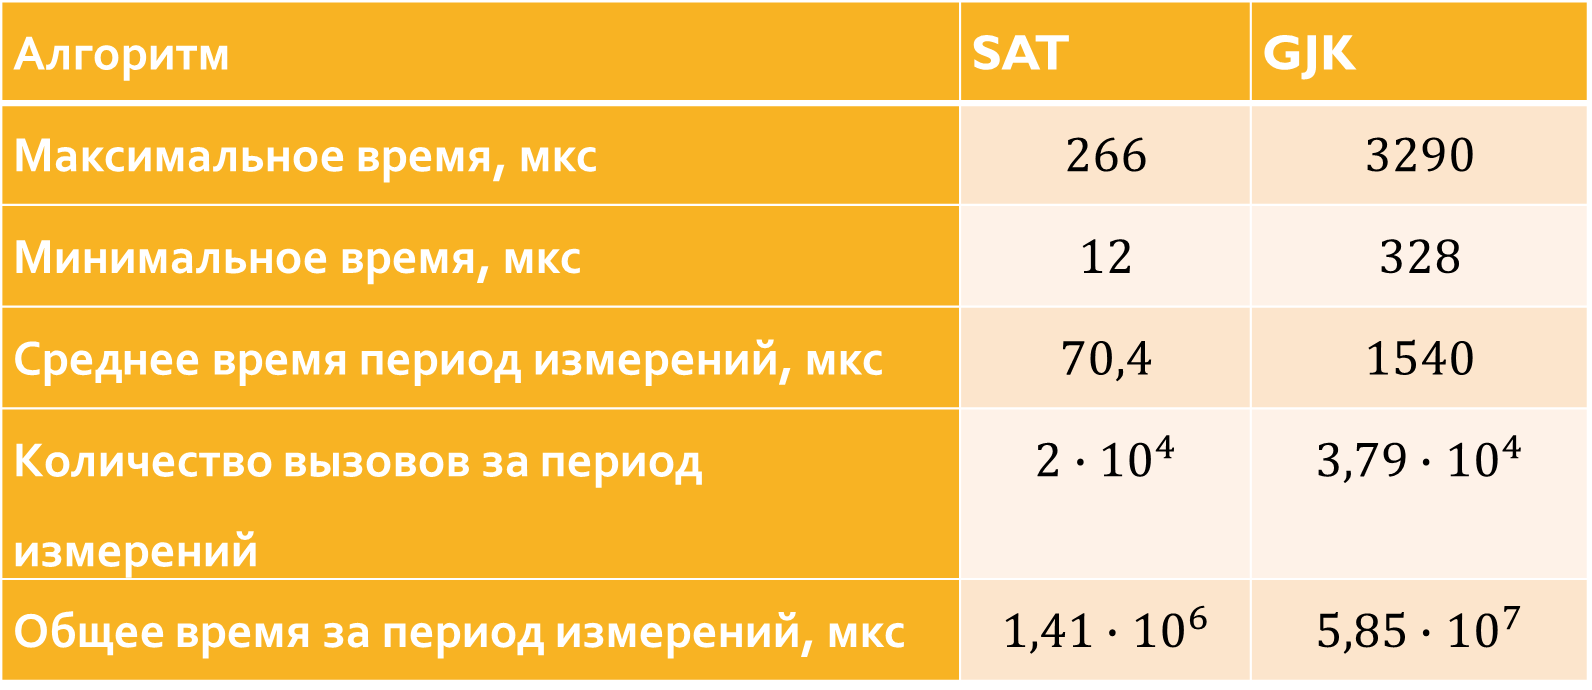 Алгоритм SAT GJK
Максимальное время, мкс 266 3290
Минимальное время, мкс 12 328
Среднее время период измерений, мкс 70,4 1540
Количество вызовов за период 2 · 10⁴ 3,79 · 10⁴
измерений
Общее время за период измерений, мкс 1,41 · 10⁶ 5,85 · 10⁷